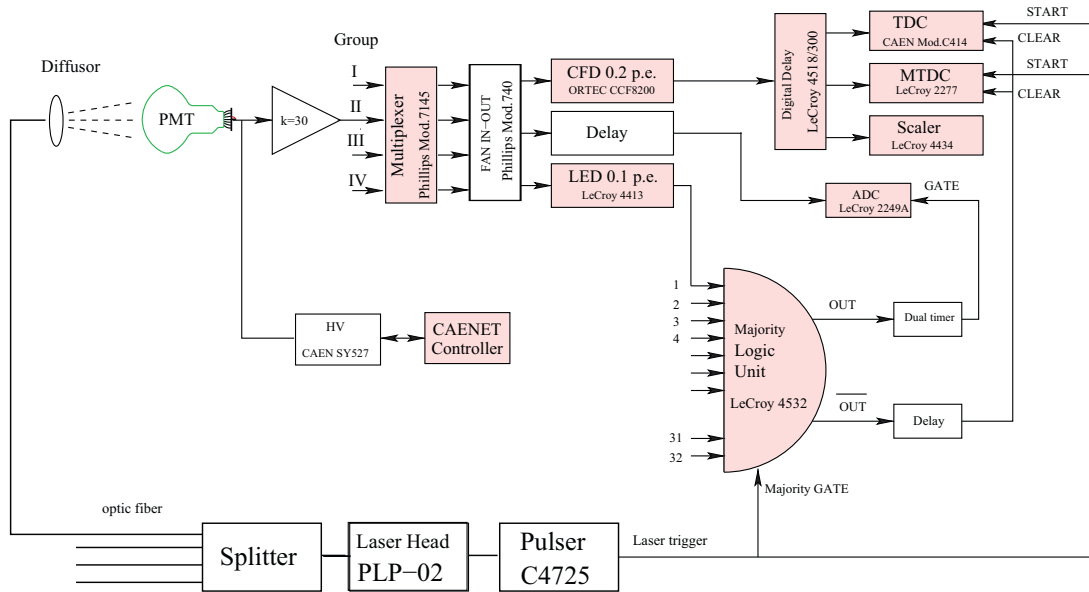 START
TDC
CAEN Mod.C414
CLEAR
Group
CFD 0.2 p.e.
ORTEC CCF8200
Digital Delay
LeCroy 4518/300
START
MTDC
LeCroy 2277
CLEAR
Diffusor
I
II
III
IV
PMT
k=30
Multiplexer
Phillips Mod.7145
FAN IN-OUT
Phillips Mod.740
Delay
Scaler
LeCroy 4434
LED 0.1 p.e.
LeCroy 4413
ADC
LeCroy 2249A
GATE
1
2
3
4
31
32
Majority
Logic
Unit
LeCroy 4532
OUT
Dual timer
OUT
Delay
HV
CAEN SY527
CAENET
Controller
Majority GATE
optic fiber
Splitter
Laser Head
PLP-02
Pulser
C4725
Laser trigger